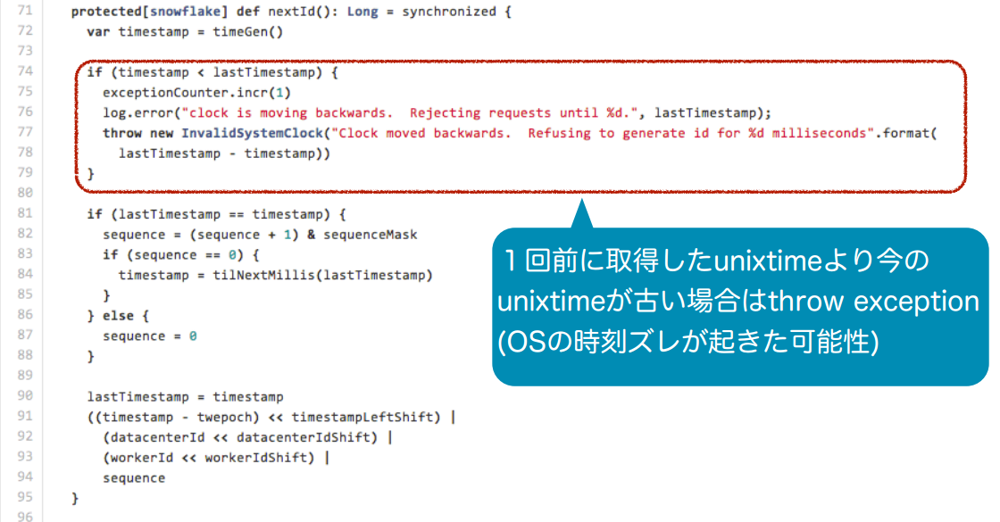 71 protected[snowflake] def nextId(): Long = synchronized {
72 var timestamp = timeGen()
73
74 if (timestamp < lastTimestamp) {
75 exceptionCounter.incr(1)
76 log.error("clock is moving backwards.  Rejecting requests until %d.", lastTimestamp);
77 throw new InvalidSystemClock("Clock moved backwards.  Refusing to generate id for %d milliseconds".format(
78 lastTimestamp - timestamp))
79 }
80
81 if (lastTimestamp == timestamp) {
82 sequence = (sequence + 1) & sequenceMask
83 if (sequence == 0) {
84 timestamp = tilNextMillis(lastTimestamp)
85 }
86 } else {
87 sequence = 0
88 }
89
90 lastTimestamp = timestamp
91 ((timestamp - twepoch) << timestampLeftShift) |
92 (datacenterId << datacenterIdShift) |
93 (workerId << workerIdShift) |
94 sequence
95 }
96
１回前に取得したunixtimeより今の
unixtimeが古い場合はthrow exception
(OSの時刻ズレが起きた可能性)